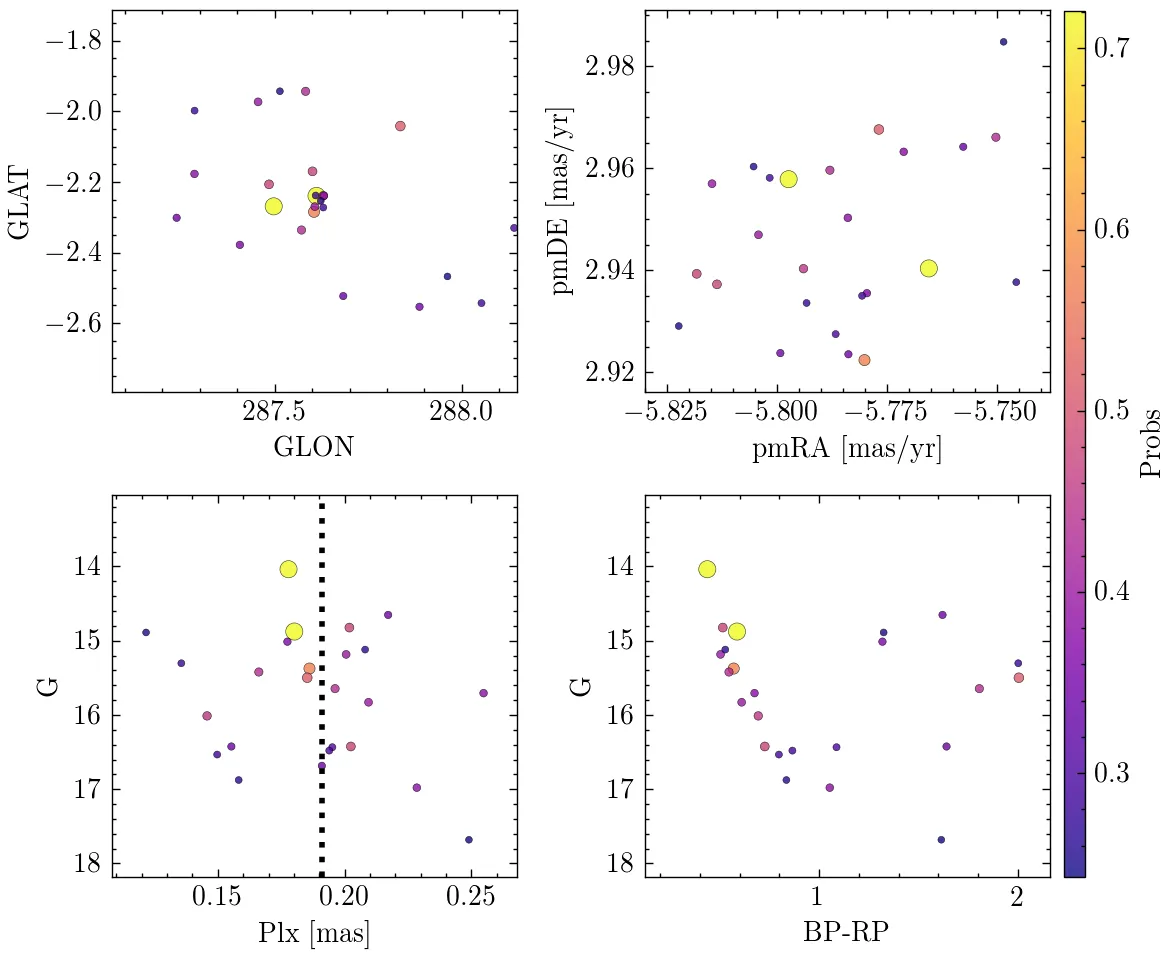 −1.8
−2.0
−2.2
−2.4
−2.6
GLAT
287.5 288.0
GLON
2.98
2.96
2.94
2.92
pmDE [mas/yr]
−5.825 −5.800 −5.775 −5.750
pmRA [mas/yr]
14
15
16
17
18
G
0.15 0.20 0.25
Plx [mas]
14
15
16
17
18
G
1 2
BP-RP
0.7
0.6
0.5
0.4
0.3
Probs